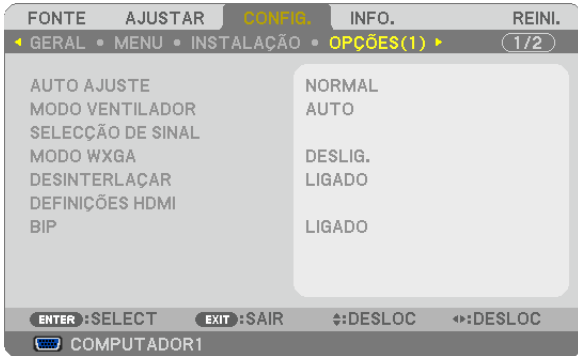 FONTE AJUSTAR CONFIG. INFO. REINI.
GERAL • MENU • INSTALAÇÃO • OPÇÕES(1) 1/2
AUTO AJUSTE NORMAL
MODO VENTILADOR AUTO
SELECÇÃO DE SINAL
MODO WXGA DESLIG.
DESINTERLAÇAR LIGADO
DEFINIÇÕES HDMI
BIP LIGADO
ENTER :SELECT EXIT :SAIR :DESLOC :DESLOC
COMPUTADOR1